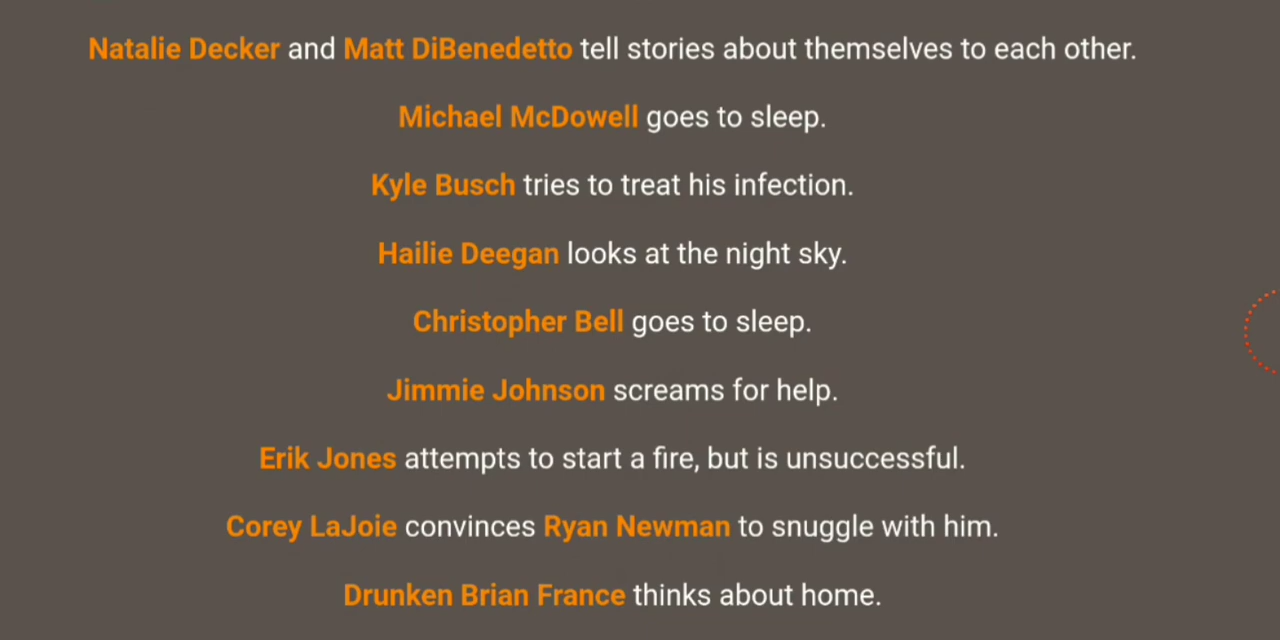 Natalie Decker and Matt DiBenedetto tell stories about themselves to each other.
Michael McDowell goes to sleep.
Kyle Busch tries to treat his infection.
Hailie Deegan looks at the night sky.
Christopher Bell goes to sleep.
Jimmie Johnson screams for help.
Erik Jones attempts to start a fire, but is unsuccessful.
Corey LaJoie convinces Ryan Newman to snuggle with him.
Drunken Brian France thinks about home.